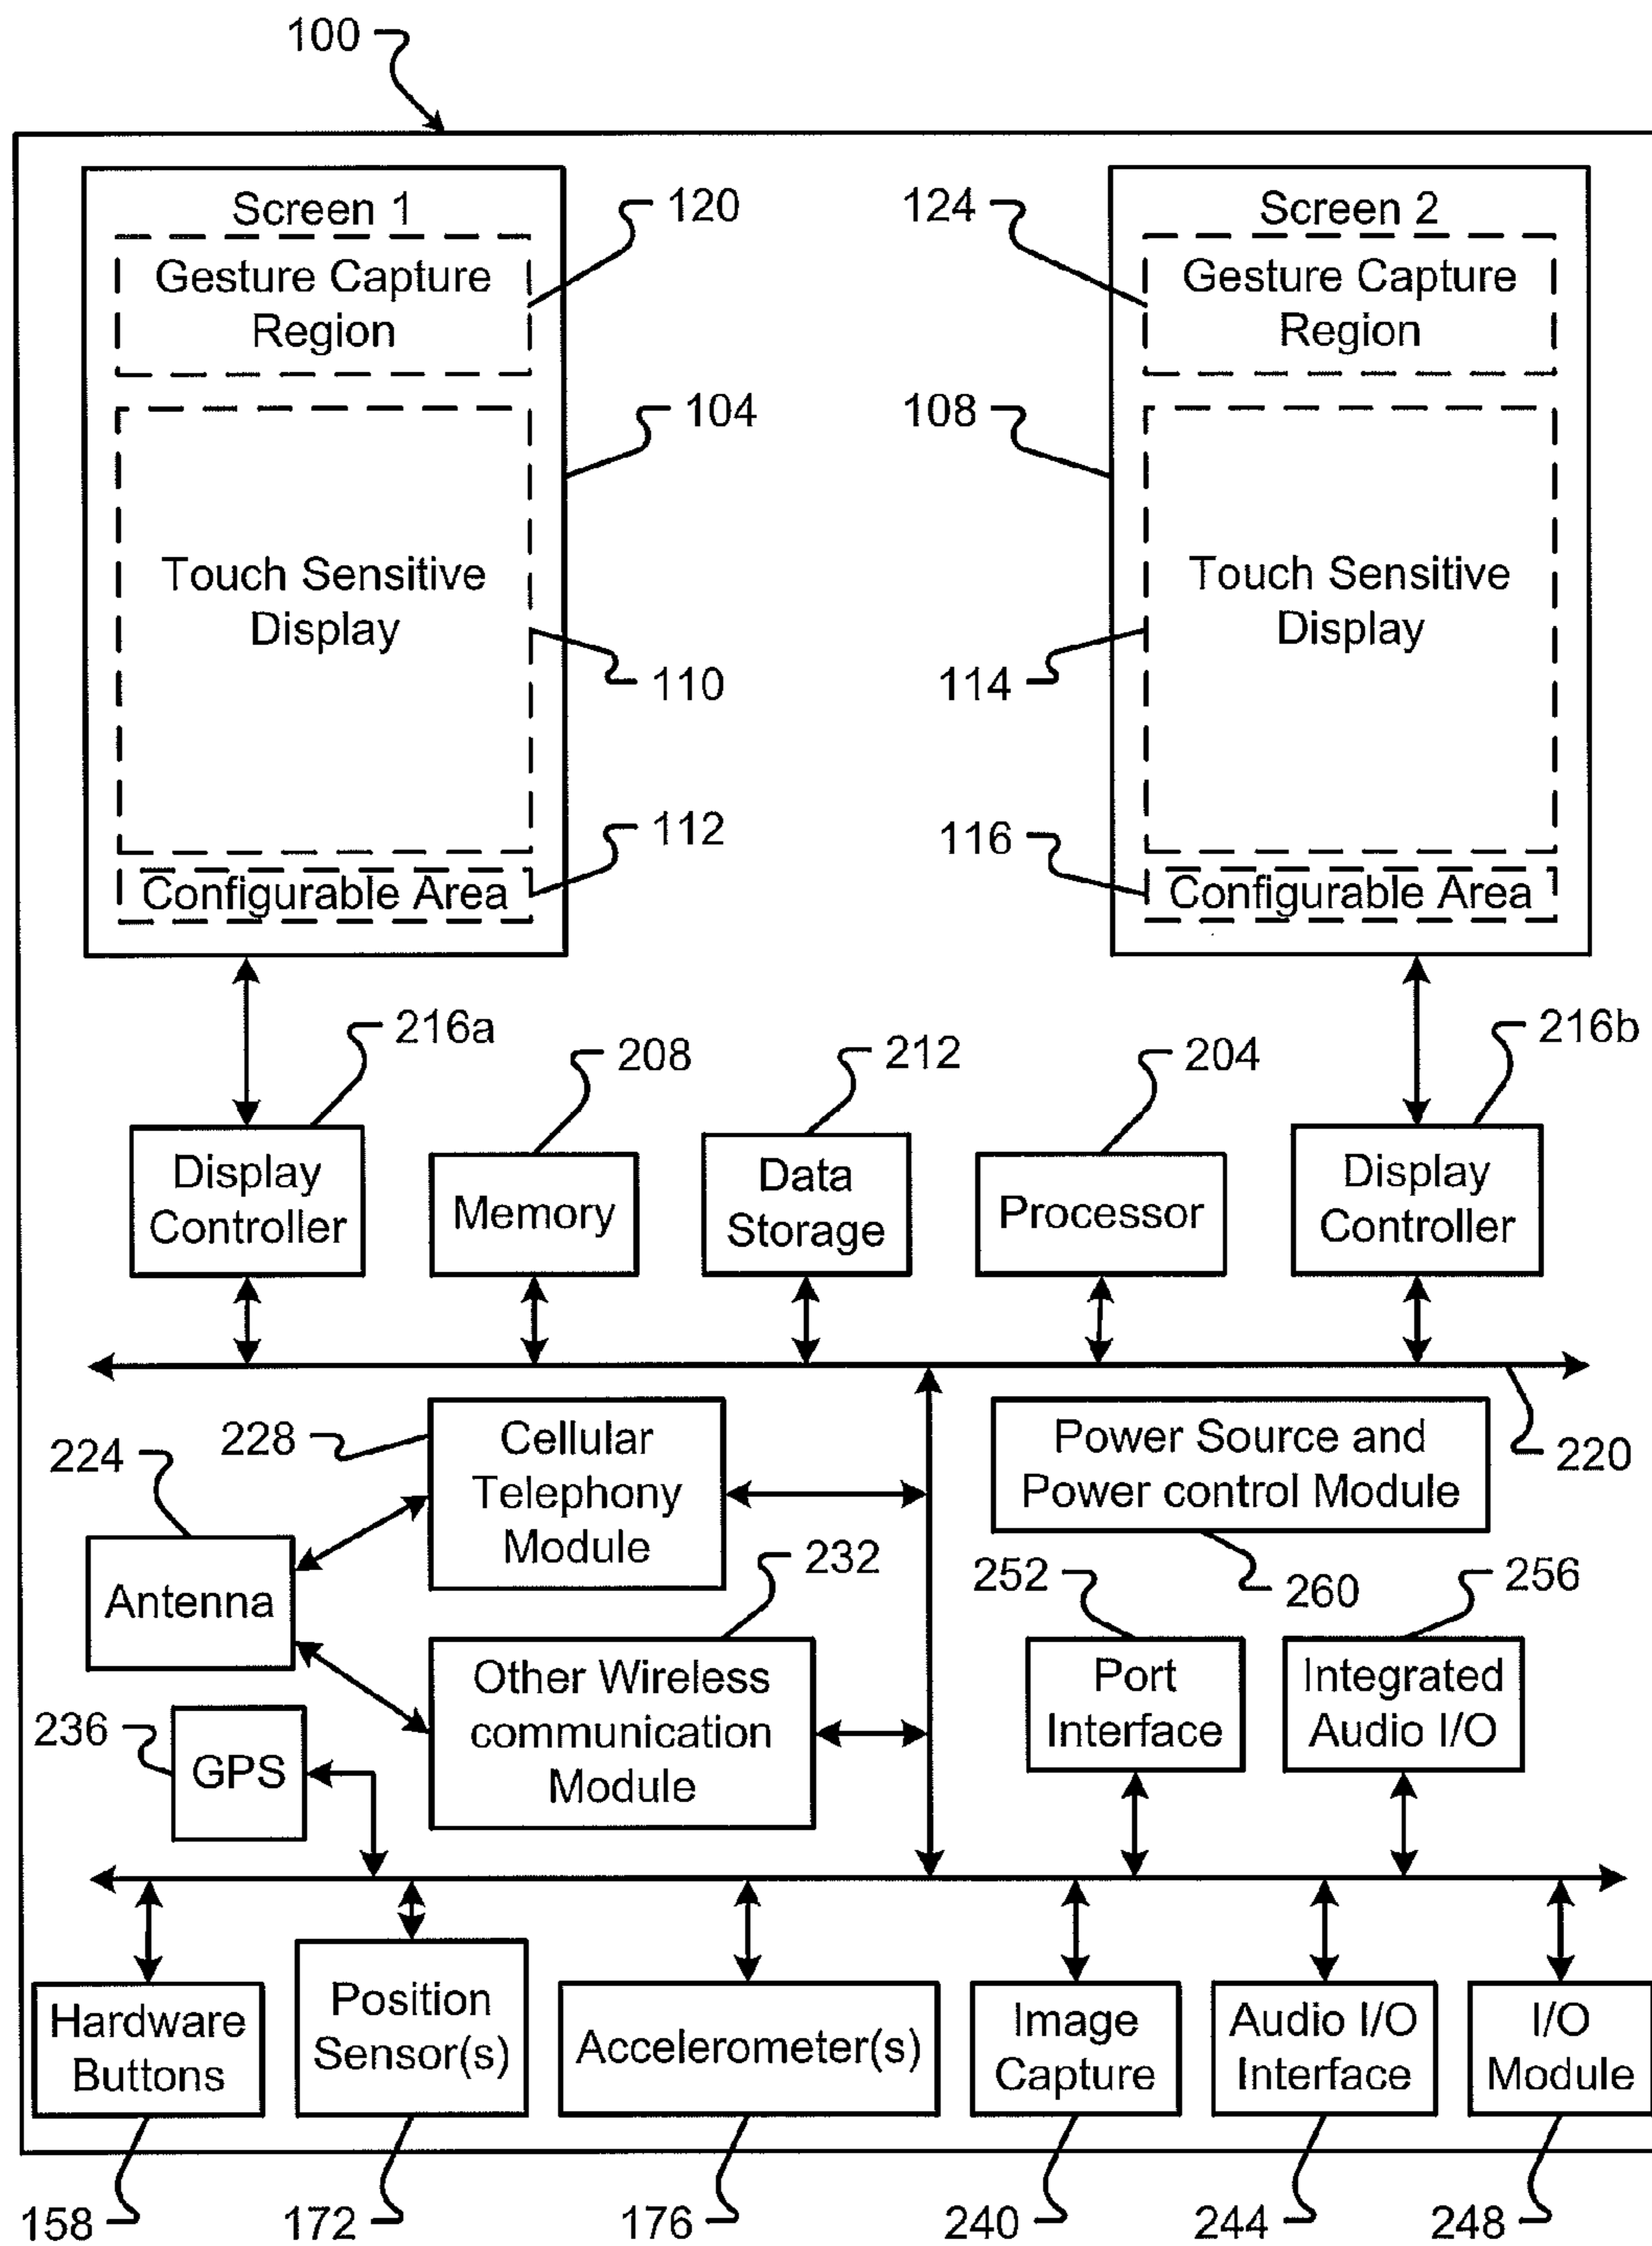 100
Screen 1
120
124
Screen 2
Gesture Capture
Region
Gesture Capture
Region
104
108
Touch Sensitive
Display
Touch Sensitive
Display
110
114
112
116
Configurable Area
Configurable Area
216a
208
212
204
216b
Display
Controller
Memory
Data
Storage
Processor
Display
Controller
228
Cellular
Telephony
Module
Power Source and
Power control Module
220
224
Antenna
232
252
260
256
Other Wireless
communication
Module
Port
Interface
Integrated
Audio I/O
236
GPS
Hardware
Buttons
Position
Sensor(s)
Accelerometer(s)
Image
Capture
Audio I/O
Interface
I/O
Module
158
172
176
240
244
248